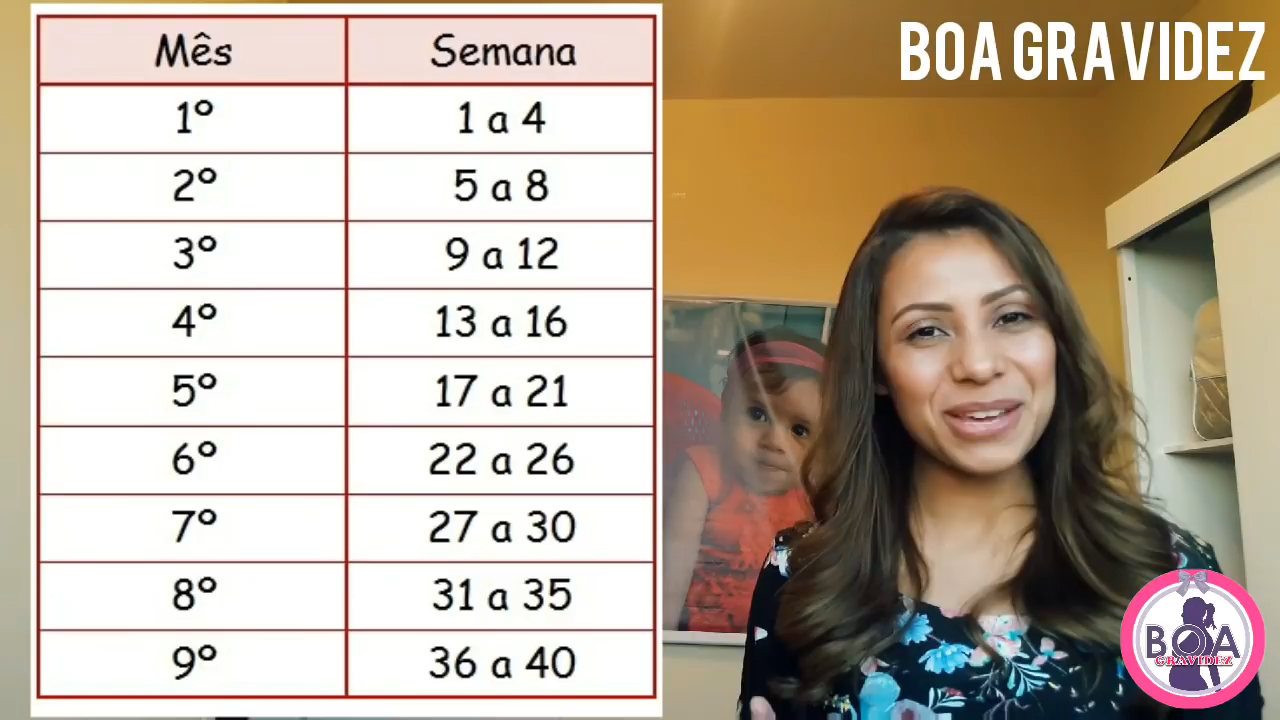 Mês Semana
1º 1 a 4
2º 5 a 8
3º 9 a 12
4º 13 a 16
5º 17 a 21
6º 22 a 26
7º 27 a 30
8º 31 a 35
9º 36 a 40
BOA GRAVIDEZ
BOA
GRAVIDEZ